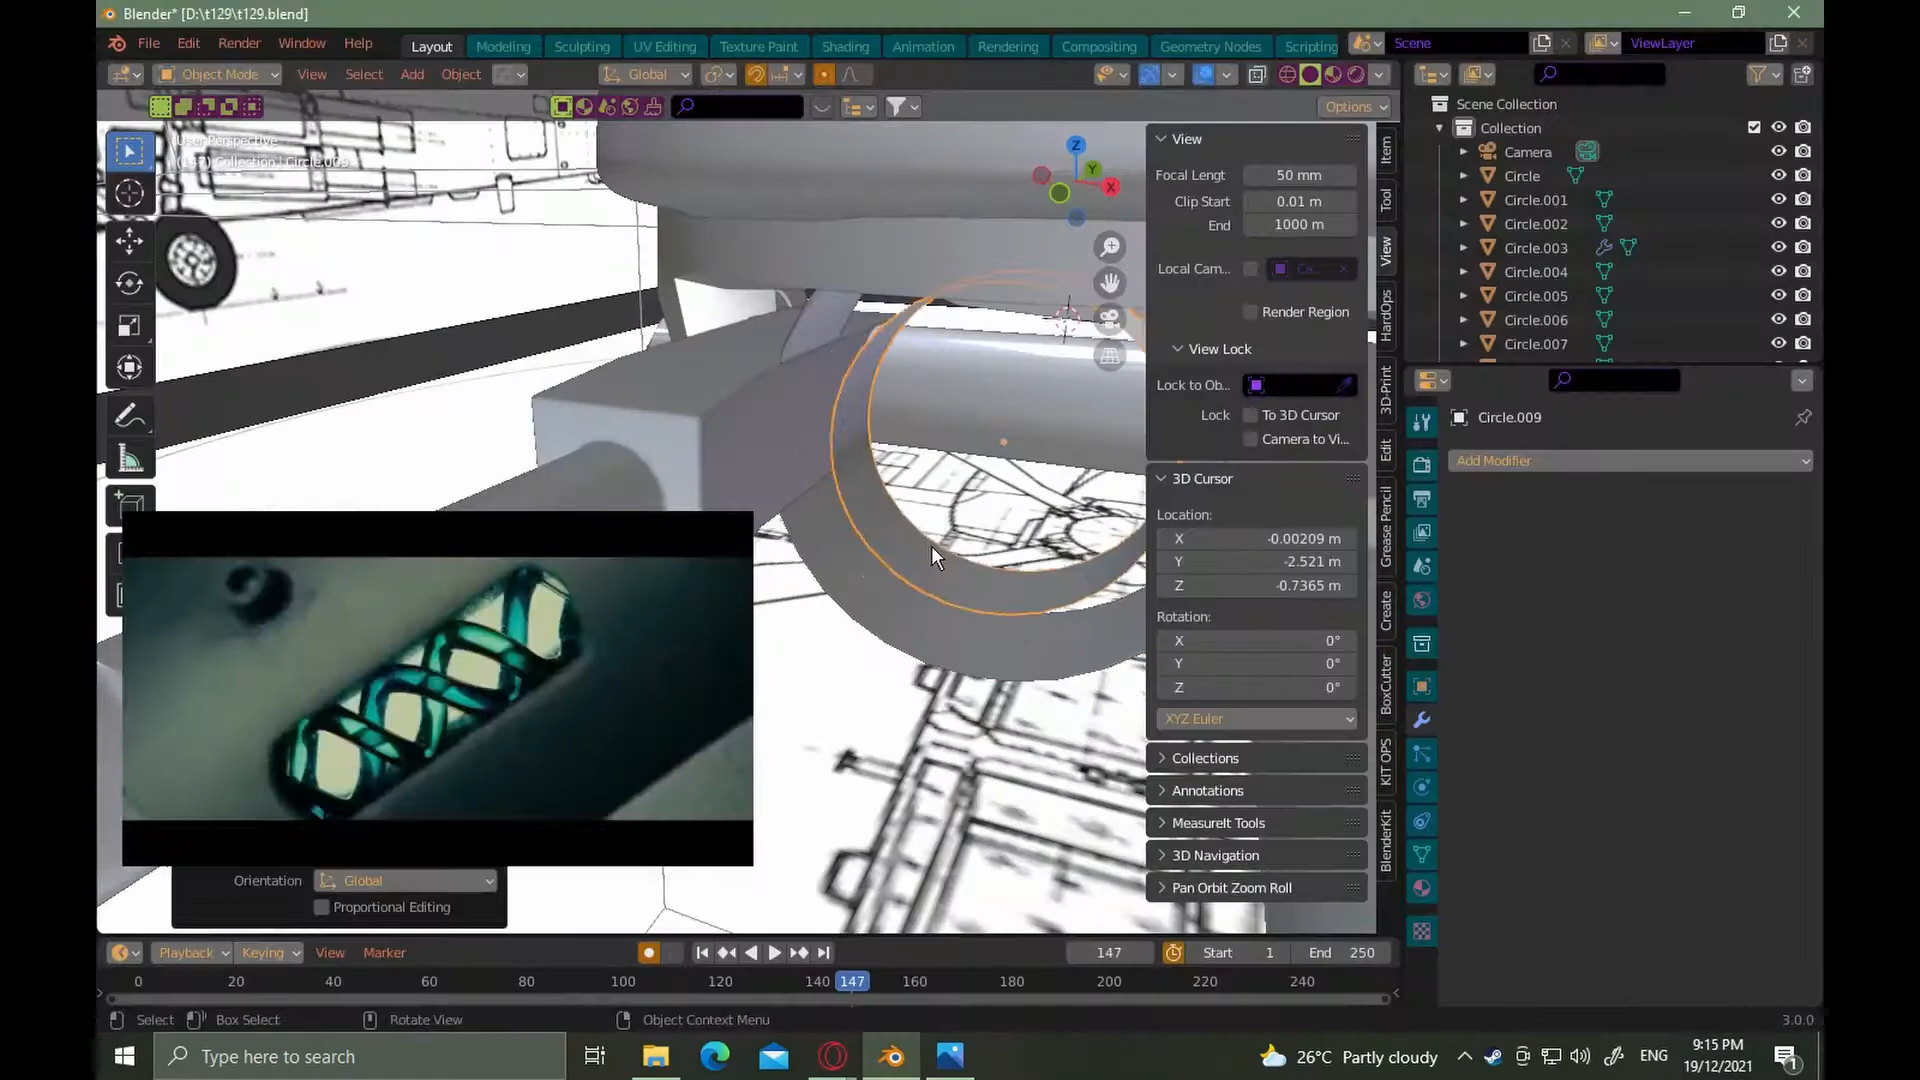 Blender* [D:\t129\t129.blend]
File Edit Render Window Help
Layout Modeling Sculpting UV Editing Texture Paint Shading Animation Rendering Compositing Geometry Nodes Scripting
Scene ViewLayer
Object Mode View Select Add Object Global
Options
User Perspective
(147) Collection | Circle.009
View
Focal Lengt 50 mm
Clip Start 0.01 m
End 1000 m
Local Cam...
Render Region
View Lock
Lock to Ob...
Lock To 3D Cursor
Camera to Vi...
3D Cursor
Location:
X -0.00209 m
Y -2.521 m
Z -0.7365 m
Rotation:
X 0°
Y 0°
Z 0°
XYZ Euler
Collections
Annotations
MeasureIt Tools
3D Navigation
Pan Orbit Zoom Roll
Item
Tool
View
HardOps
3D-Print
Edit
Grease Pencil
Create
BoxCutter
KIT OPS
BlenderKit
Z
Y
X
Scene Collection
Collection
Camera
Circle
Circle.001
Circle.002
Circle.003
Circle.004
Circle.005
Circle.006
Circle.007
Circle.009
Add Modifier
Orientation Global
Proportional Editing
Playback Keying View Marker
147 Start 1 End 250
0 20 40 60 80 100 120 140 147 160 180 200 220 240
Select Box Select Rotate View Object Context Menu 3.0.0
Type here to search
26°C Partly cloudy
ENG
9:15 PM
19/12/2021
1